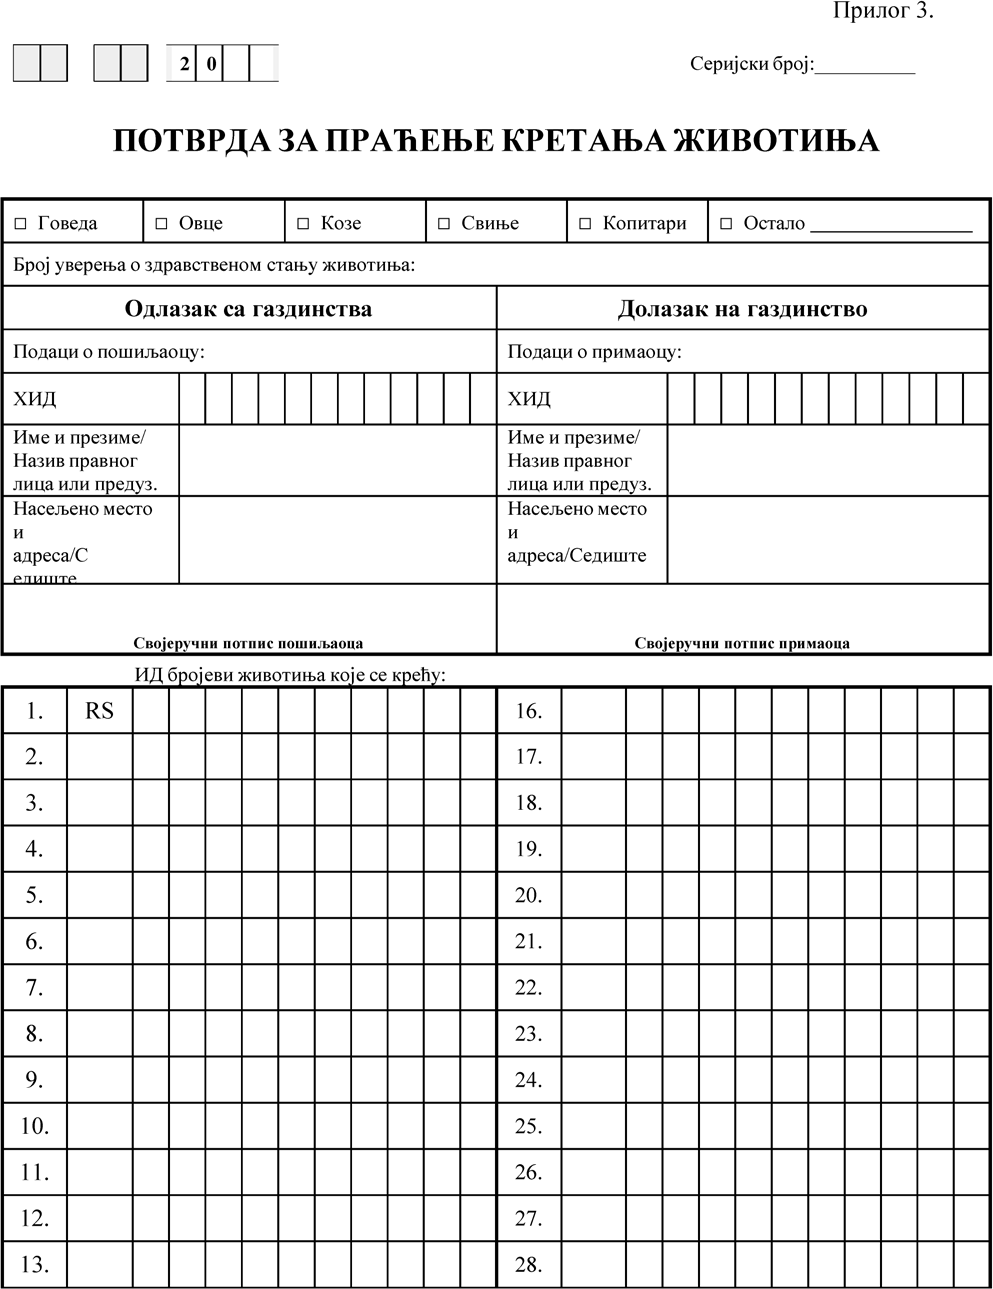 Прилог 3.
2 0
Серијски број:__________
ПОТВРДА ЗА ПРАЋЕЊЕ КРЕТАЊА ЖИВОТИЊА
□ Говеда □ Овце □ Козе □ Свиње □ Копитари □ Остало ________________
Број уверења о здравственом стању животиња:
Одлазак са газдинства
Долазак на газдинство
Подаци о пошиљаоцу:
Подаци о примаоцу:
ХИД
ХИД
Име и презиме/
Назив правног
лица или предуз.
Име и презиме/
Назив правног
лица или предуз.
Насељено место
и
адреса/С
едиште
Насељено место
и
адреса/Седиште
Својеручни потпис пошиљаоца
Својеручни потпис примаоца
ИД бројеви животиња које се крећу:
1. RS 16.
2. 17.
3. 18.
4. 19.
5. 20.
6. 21.
7. 22.
8. 23.
9. 24.
10. 25.
11. 26.
12. 27.
13. 28.